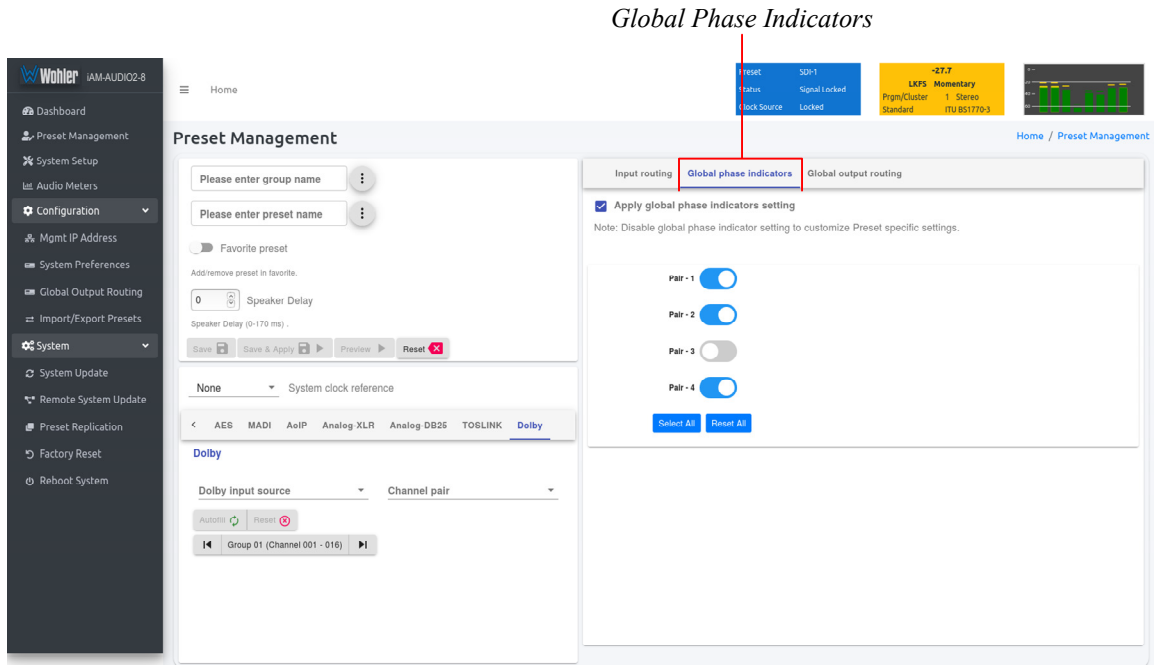 Global Phase Indicators
Wohler iAM-AUDIO2-8
Dashboard
Preset Management
System Setup
Audio Meters
Configuration
Mgmt IP Address
System Preferences
Global Output Routing
Import/Export Presets
System
System Update
Remote System Update
Preset Replication
Factory Reset
Reboot System
Home
Preset SDI-1
Status Signal Locked
Clock Source Locked
-27.7
LKFS Momentary
Prgm/Cluster 1 Stereo
Standard ITU BS1770-3
Preset Management
Home / Preset Management
Please enter group name
Please enter preset name
Favorite preset
Add/remove preset in favorite.
0 Speaker Delay
Speaker Delay (0-170 ms) .
Save Save & Apply Preview Reset
None System clock reference
< AES MADI AoIP Analog-XLR Analog-DB25 TOSLINK Dolby
Dolby
Dolby input source Channel pair
Autofill Reset
Group 01 (Channel 001 - 016)
Input routing Global phase indicators Global output routing
Apply global phase indicators setting
Note: Disable global phase indicator setting to customize Preset specific settings.
Pair - 1
Pair - 2
Pair - 3
Pair - 4
Select All Reset All